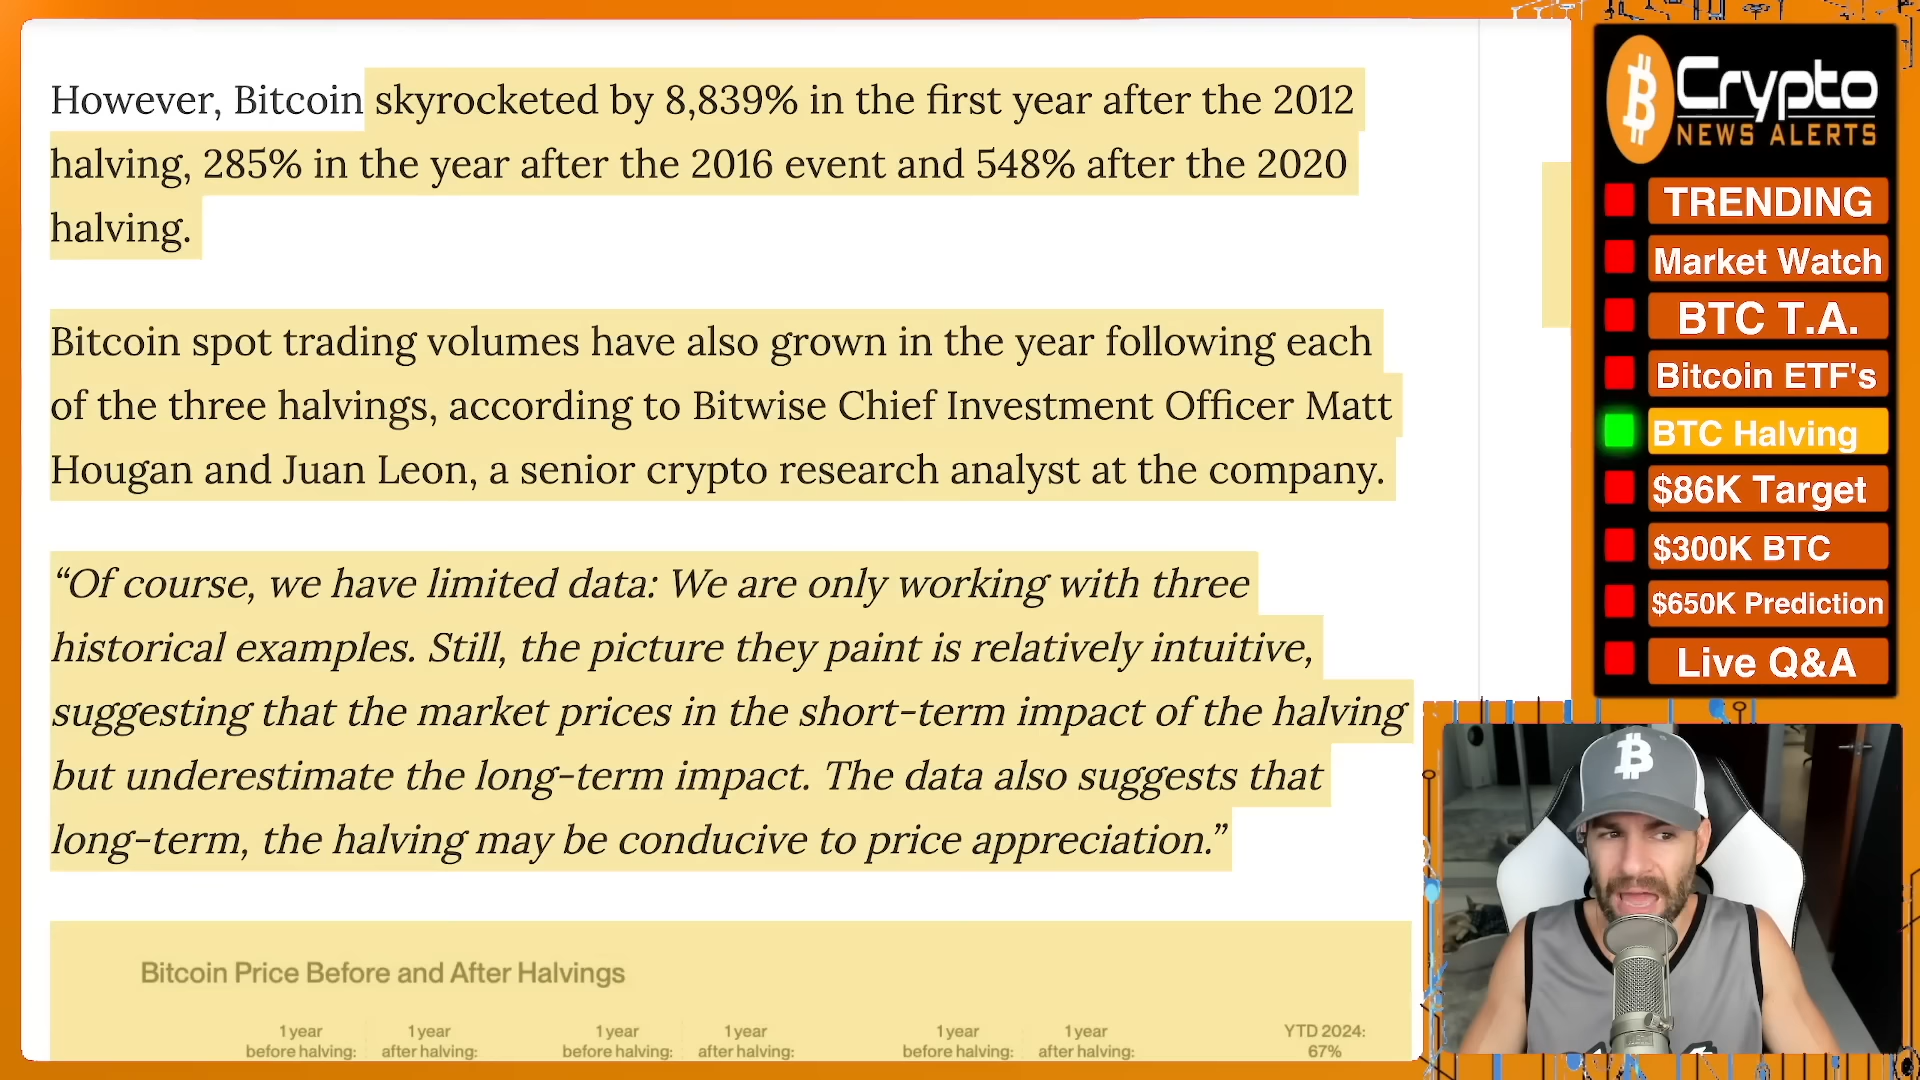 However, Bitcoin skyrocketed by 8,839% in the first year after the 2012
halving, 285% in the year after the 2016 event and 548% after the 2020
halving.
Bitcoin spot trading volumes have also grown in the year following each
of the three halvings, according to Bitwise Chief Investment Officer Matt
Hougan and Juan Leon, a senior crypto research analyst at the company.
“Of course, we have limited data: We are only working with three
historical examples. Still, the picture they paint is relatively intuitive,
suggesting that the market prices in the short-term impact of the halving
but underestimate the long-term impact. The data also suggests that
long-term, the halving may be conducive to price appreciation.”
Bitcoin Price Before and After Halvings
1 year
before halving:
1 year
after halving:
1 year
before halving:
1 year
after halving:
1 year
before halving:
1 year
after halving:
YTD 2024:
67%
Crypto
NEWS ALERTS
TRENDING
Market Watch
BTC T.A.
Bitcoin ETF's
BTC Halving
$86K Target
$300K BTC
$650K Prediction
Live Q&A